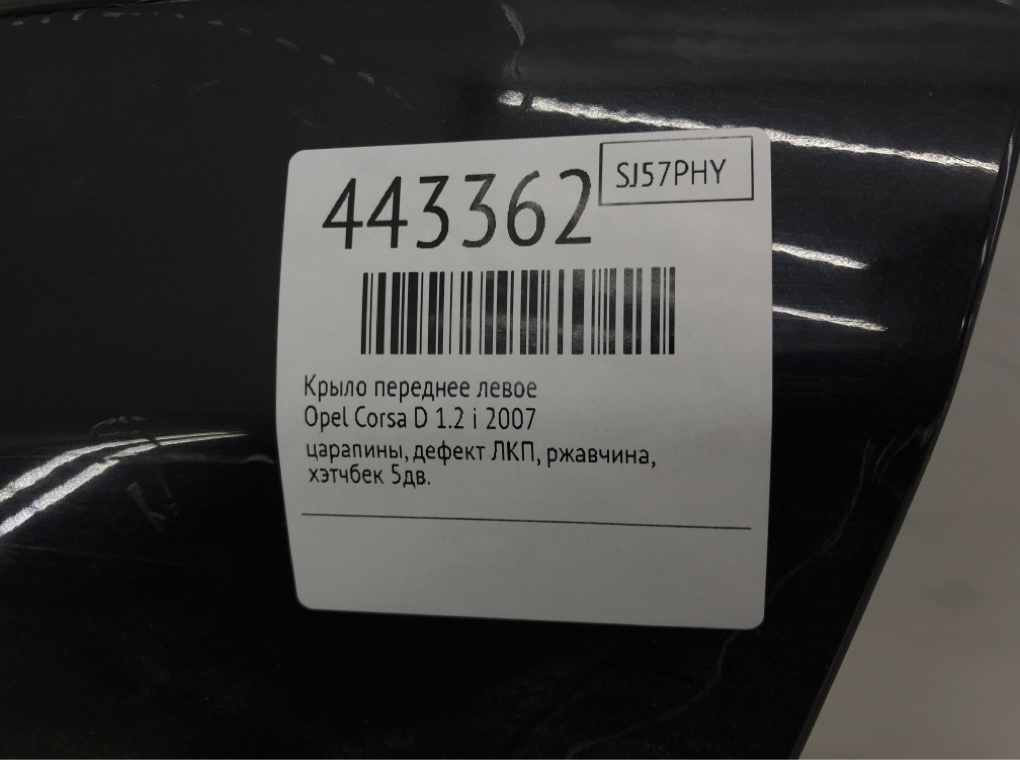 SJ57PHY
443362
Крыло переднее левое
Opel Corsa D 1.2 i 2007
царапины, дефект ЛКП, ржавчина,
хэтчбек 5дв.